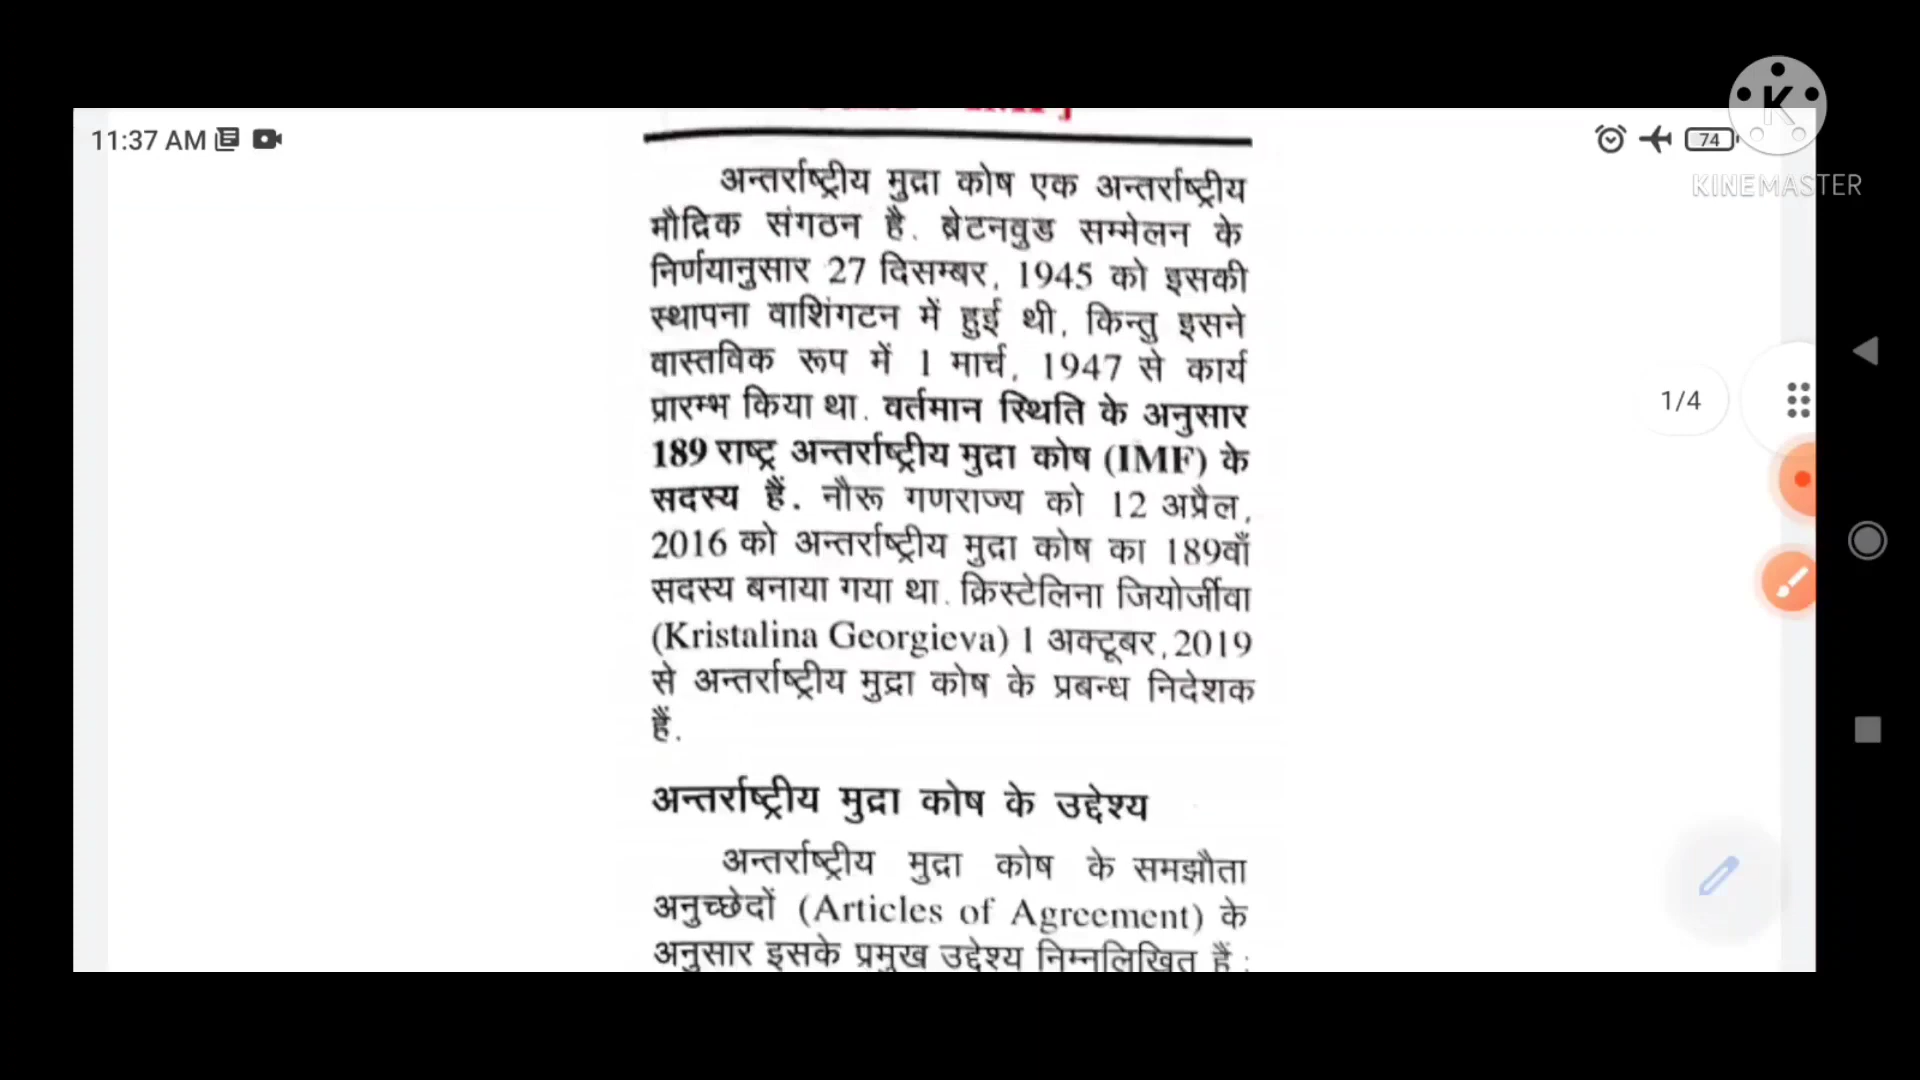 11:37 AM
74
K
KINEMASTER
अन्तर्राष्ट्रीय मुद्रा कोष एक अन्तर्राष्ट्रीय
मौद्रिक संगठन है. ब्रेटनवुड सम्मेलन के
निर्णयानुसार 27 दिसम्बर, 1945 को इसकी
स्थापना वाशिंगटन में हुई थी, किन्तु इसने
वास्तविक रूप में 1 मार्च, 1947 से कार्य
प्रारम्भ किया था. वर्तमान स्थिति के अनुसार
189 राष्ट्र अन्तर्राष्ट्रीय मुद्रा कोष (IMF) के
सदस्य हैं. नौरू गणराज्य को 12 अप्रैल,
2016 को अन्तर्राष्ट्रीय मुद्रा कोष का 189वाँ
सदस्य बनाया गया था. क्रिस्टेलिना जियोर्जीवा
(Kristalina Georgieva) 1 अक्टूबर, 2019
से अन्तर्राष्ट्रीय मुद्रा कोष के प्रबन्ध निदेशक
हैं.
1/4
अन्तर्राष्ट्रीय मुद्रा कोष के उद्देश्य
अन्तर्राष्ट्रीय मुद्रा कोष के समझौता
अनुच्छेदों (Articles of Agreement) के
अनुसार इसके प्रमुख उद्देश्य निम्नलिखित हैं :